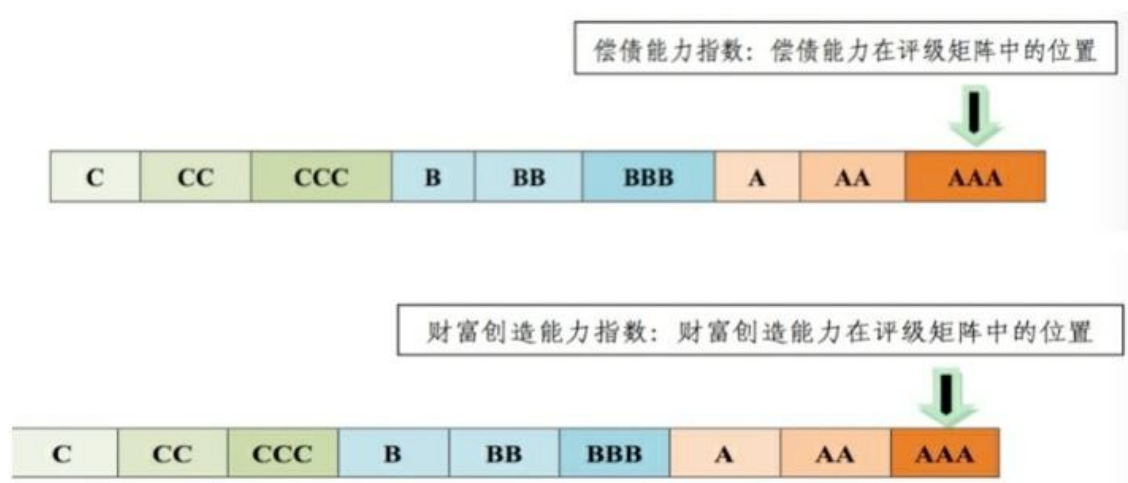 偿债能力指数：偿债能力在评级矩阵中的位置
C CC CCC B BB BBB A AA AAA
财富创造能力指数：财富创造能力在评级矩阵中的位置
C CC CCC B BB BBB A AA AAA